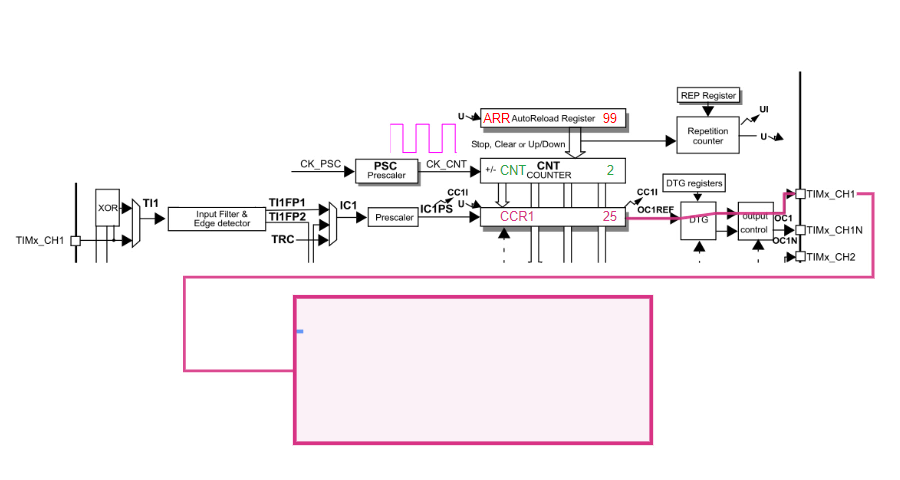 REP Register
UI
U
ARR AutoReload Register 99
Repetition
counter
U
Stop, Clear or Up/Down
CK_PSC
PSC
Prescaler
CK_CNT
+/- CNT CNT 2
COUNTER
DTG registers
XOR
TI1
Input Filter &
Edge detector
TI1FP1
TI1FP2
TRC
IC1
Prescaler
IC1PS
CC1I
U
CCR1 25
CC1I
OC1REF
DTG
output
control
OC1
OC1N
TIMx_CH1
TIMx_CH1
TIMx_CH1N
TIMx_CH2